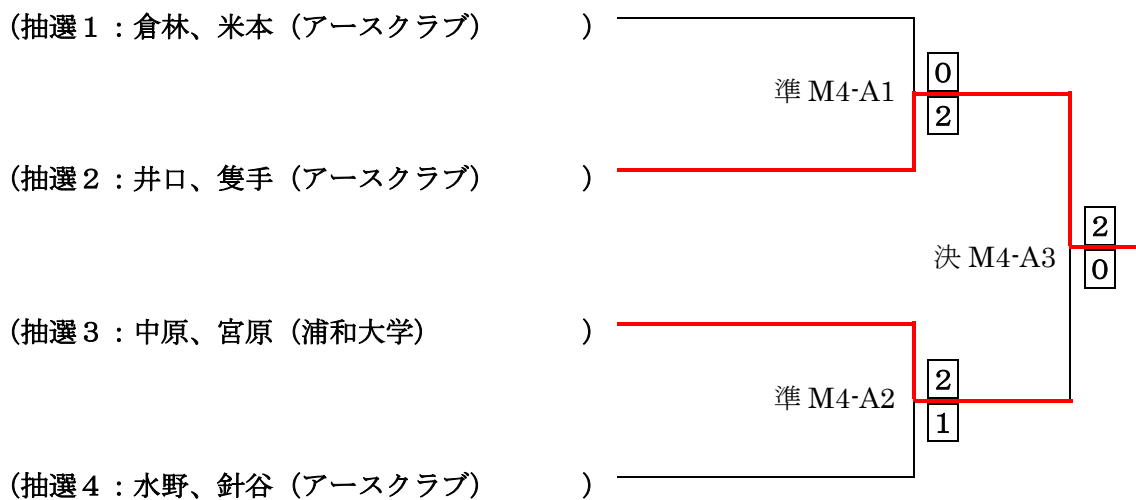 (抽選１：倉林、米本（アースクラブ） )
0
準 M4-A1
2
(抽選２：井口、隻手（アースクラブ） )
2
決 M4-A3
0
(抽選３：中原、宮原（浦和大学） )
2
準 M4-A2
1
(抽選４：水野、針谷（アースクラブ） )